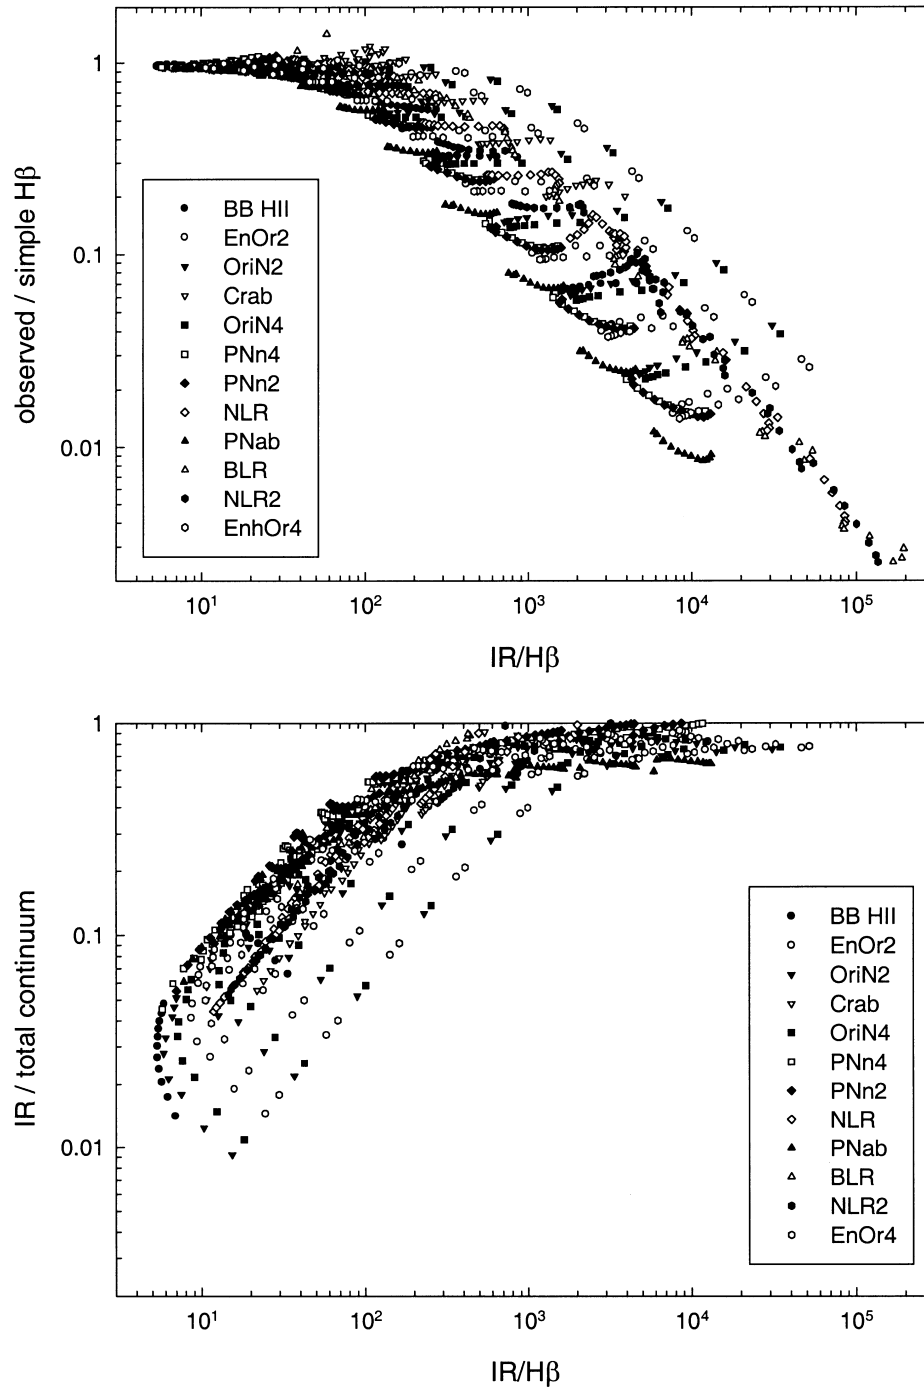 1
0.1
0.01
observed / simple Hβ
BB HII
EnOr2
OriN2
Crab
OriN4
PNn4
PNn2
NLR
PNab
BLR
NLR2
EnhOr4
10¹ 10² 10³ 10⁴ 10⁵
IR/Hβ
1
0.1
0.01
IR / total continuum
BB HII
EnOr2
OriN2
Crab
OriN4
PNn4
PNn2
NLR
PNab
BLR
NLR2
EnOr4
10¹ 10² 10³ 10⁴ 10⁵
IR/Hβ